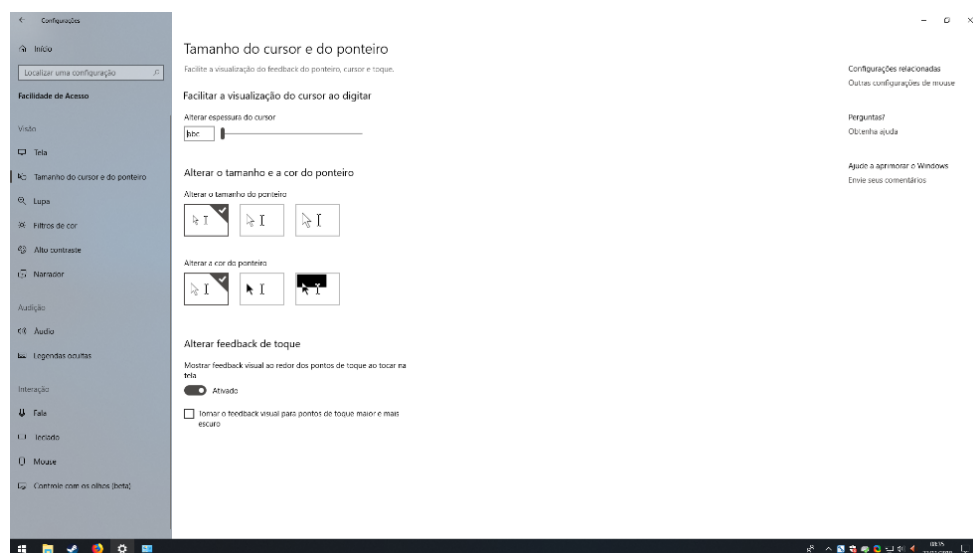 Configurações
Início
Localizar uma configuração
Facilidade de Acesso
Visão
Tela
Tamanho do cursor e do ponteiro
Lupa
Filtros de cor
Alto contraste
Narrador
Audição
Áudio
Legendas ocultas
Interação
Fala
Teclado
Mouse
Controle com os olhos (beta)
Tamanho do cursor e do ponteiro
Facilite a visualização do feedback do ponteiro, cursor e toque.
Facilitar a visualização do cursor ao digitar
Alterar espessura do cursor
abc
Alterar o tamanho e a cor do ponteiro
Alterar o tamanho do ponteiro
Alterar a cor do ponteiro
Alterar feedback de toque
Mostrar feedback visual ao redor dos pontos de toque ao tocar na
tela
Ativado
Tornar o feedback visual para pontos de toque maior e mais
escuro
Configurações relacionadas
Outras configurações de mouse
Perguntas?
Obtenha ajuda
Ajude a aprimorar o Windows
Envie seus comentários